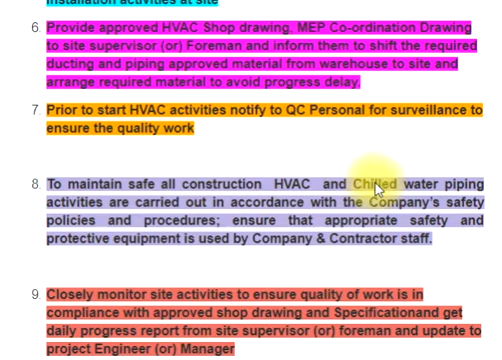 installation activities at site
6. Provide approved HVAC Shop drawing, MEP Co-ordination Drawing
to site supervisor (or) Foreman and inform them to shift the required
ducting and piping approved material from warehouse to site and
arrange required material to avoid progress delay.
7. Prior to start HVAC activities notify to QC Personal for surveillance to
ensure the quality work
8. To maintain safe all construction HVAC and Chilled water piping
activities are carried out in accordance with the Company's safety
policies and procedures; ensure that appropriate safety and
protective equipment is used by Company & Contractor staff.
9. Closely monitor site activities to ensure quality of work is in
compliance with approved shop drawing and Specificationand get
daily progress report from site supervisor (or) foreman and update to
project Engineer (or) Manager